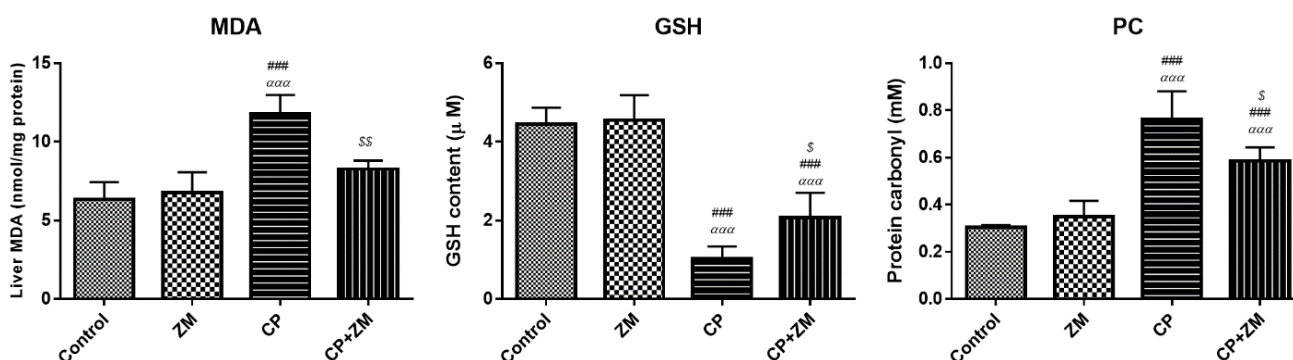 MDA
Liver MDA (nmol/mg protein)
15
10
5
0
###
ααα
$$
Control
ZM
CP
CP+ZM
GSH
GSH content (μ M)
6
4
2
0
###
ααα
$
###
ααα
Control
ZM
CP
CP+ZM
PC
Protein carbonyl (mM)
1.0
0.8
0.6
0.4
0.2
0.0
###
ααα
$
###
ααα
Control
ZM
CP
CP+ZM